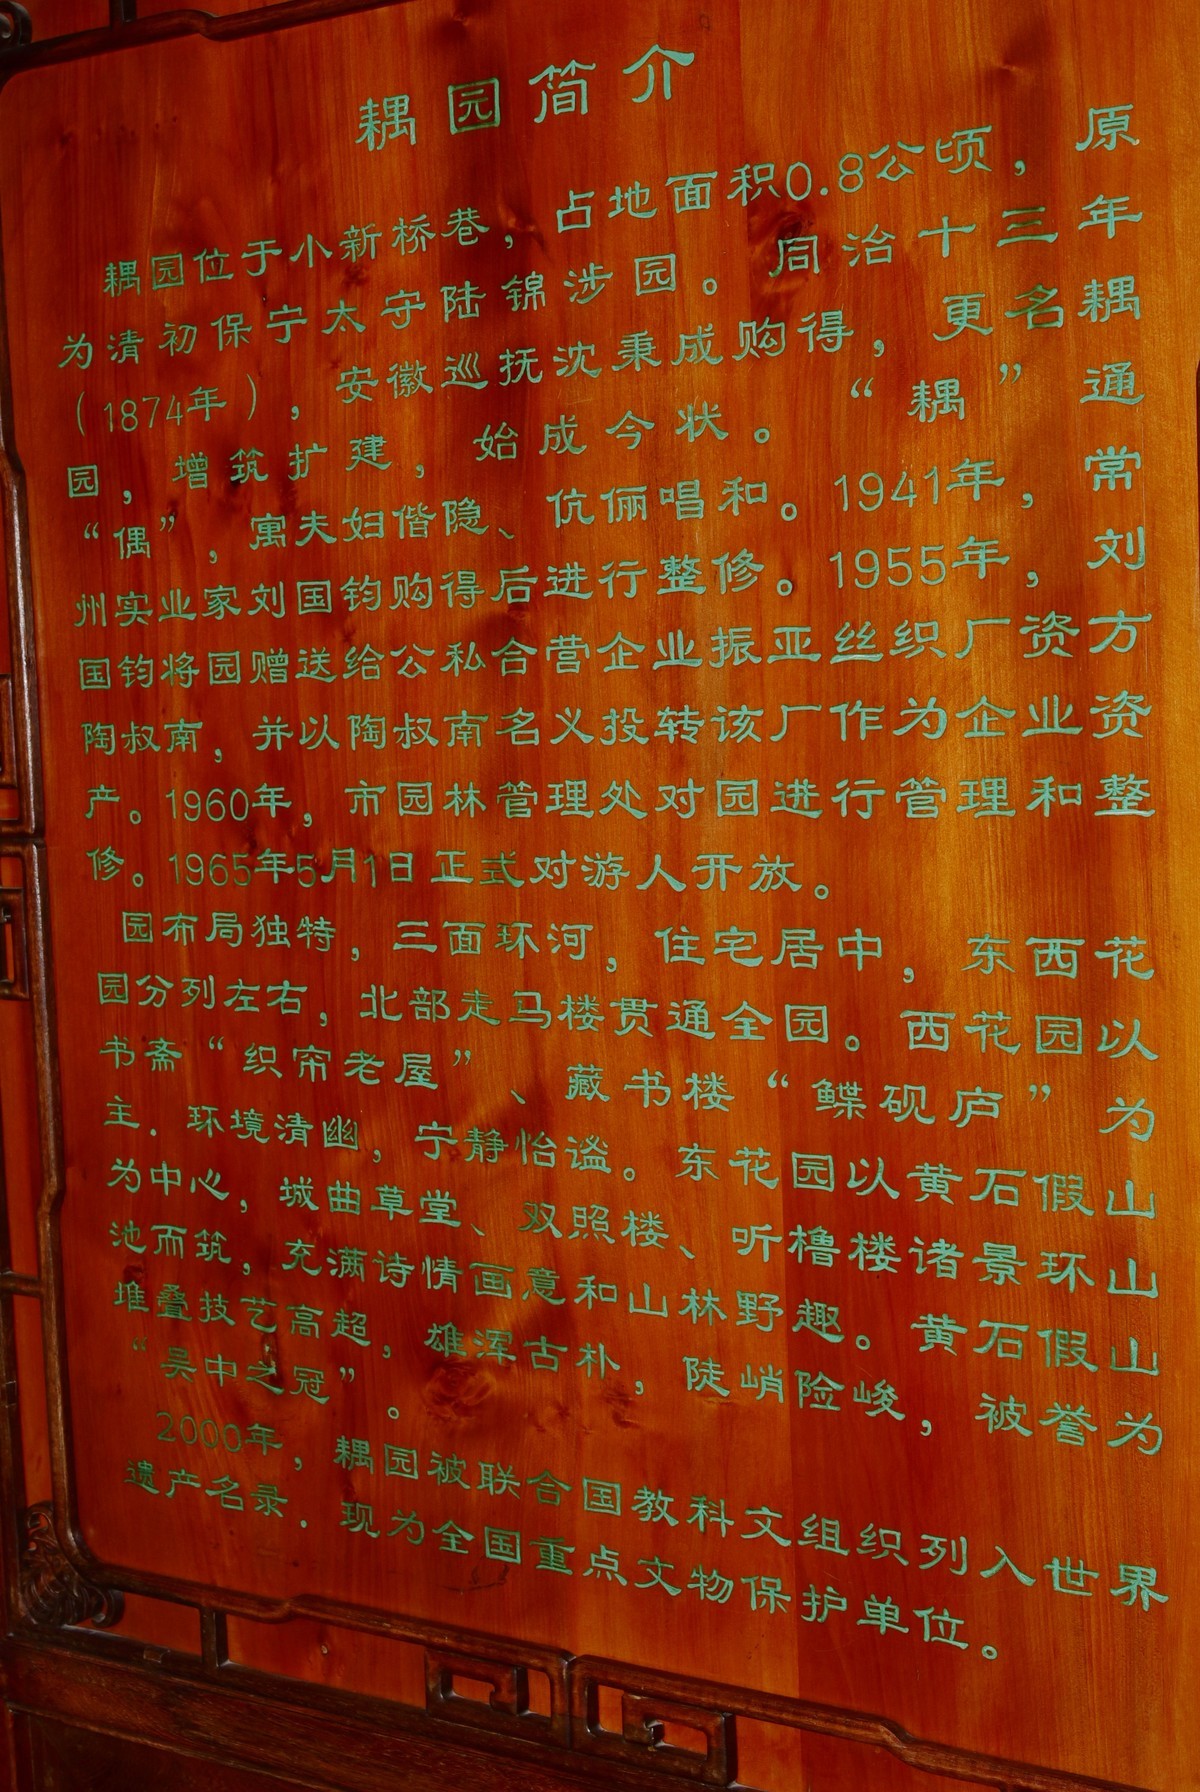 耦园简介
耦园位于小新桥巷，占地面积0.8公顷，原
为清初保宁太守陆锦涉园。同治十三年
（1874年），安徽巡抚沈秉成购得，更名耦
园，增筑扩建，始成今状。“耦”通
“偶”，寓夫妇偕隐、伉俪唱和。1941年，常
州实业家刘国钧购得后进行整修。1955年，刘
国钧将园赠送给公私合营企业振亚丝织厂资方
陶叔南，并以陶叔南名义投转该厂作为企业资
产。1960年，市园林管理处对园进行管理和整
修。1965年5月1日正式对游人开放。
园布局独特，三面环河，住宅居中，东西花
园分列左右，北部走马楼贯通全园。西花园以
书斋“织帘老屋”、藏书楼“鲽砚庐”为
主．环境清幽，宁静怡谧。东花园以黄石假山
为中心，城曲草堂、双照楼、听橹楼诸景环山
池而筑，充满诗情画意和山林野趣。黄石假山
堆叠技艺高超，雄浑古朴，陡峭险峻，被誉为
“吴中之冠”。
2000年，耦园被联合国教科文组织列入世界
遗产名录．现为全国重点文物保护单位。